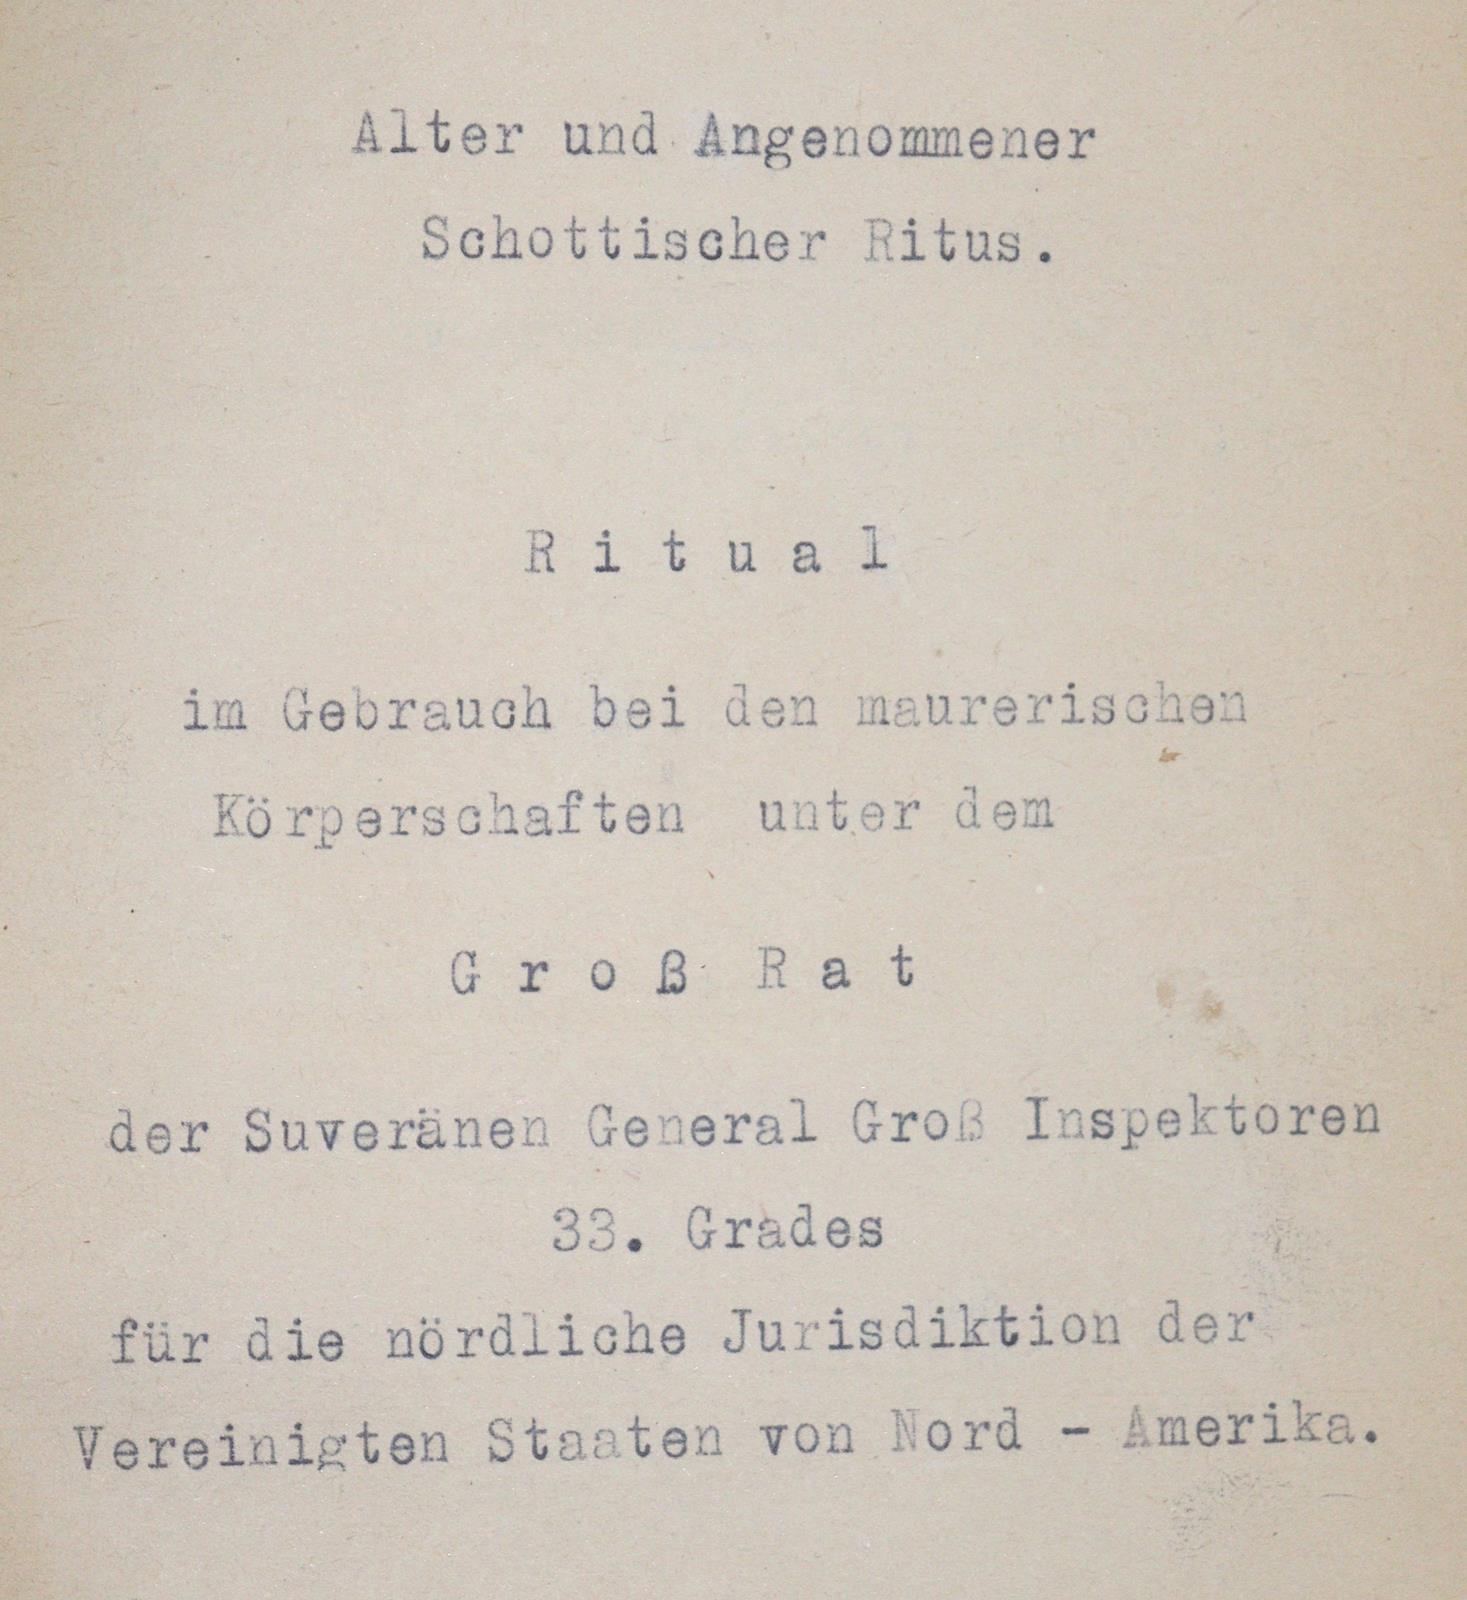 Alter und Angenommener
Schottischer Ritus.
R i t u a l
im Gebrauch bei den maurerischen
Körperschaften unter dem
G r o ß R a t
der Suveränen General Groß Inspektoren
33. Grades
für die nördliche Jurisdiktion der
Vereinigten Staaten von Nord - Amerika.